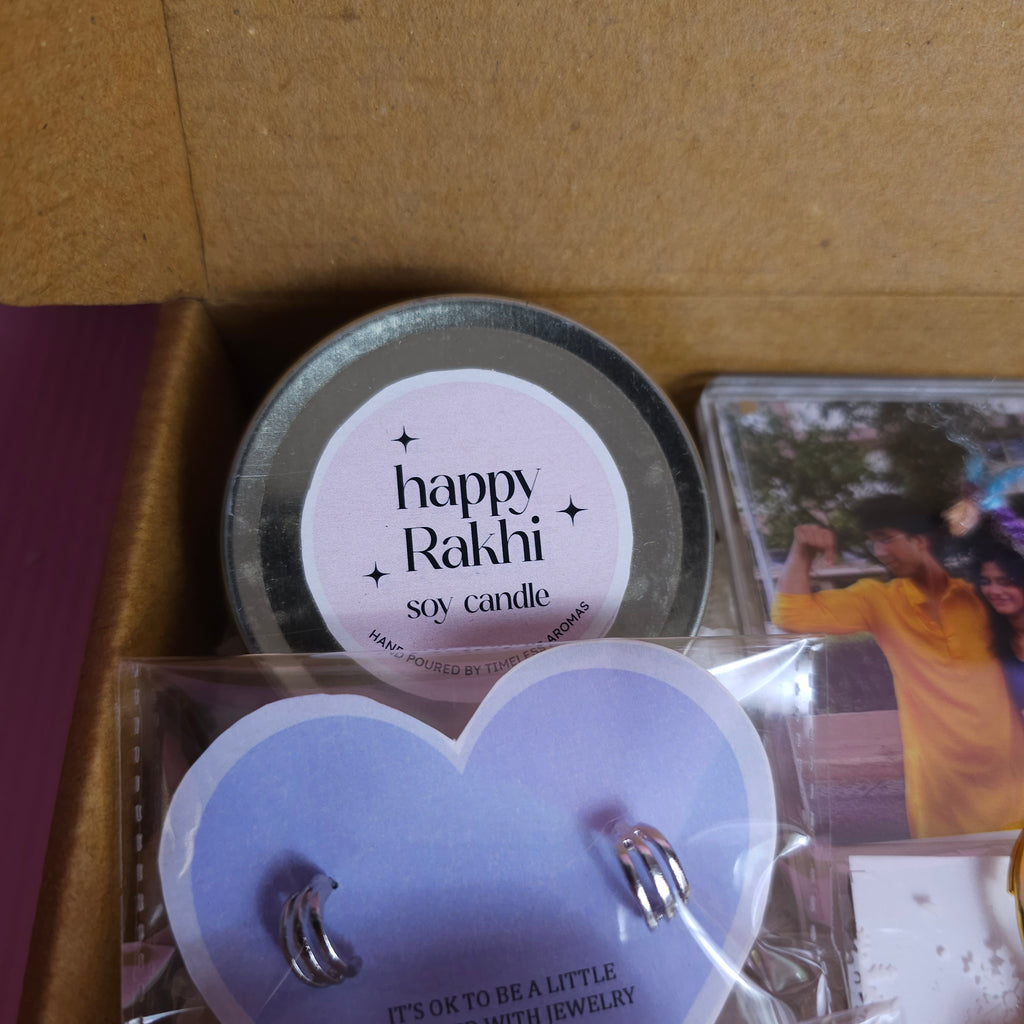 happy
Rakhi
soy candle
HAND POURED BY TIMELESS AROMAS
IT'S OK TO BE A LITTLE
WITH JEWELRY